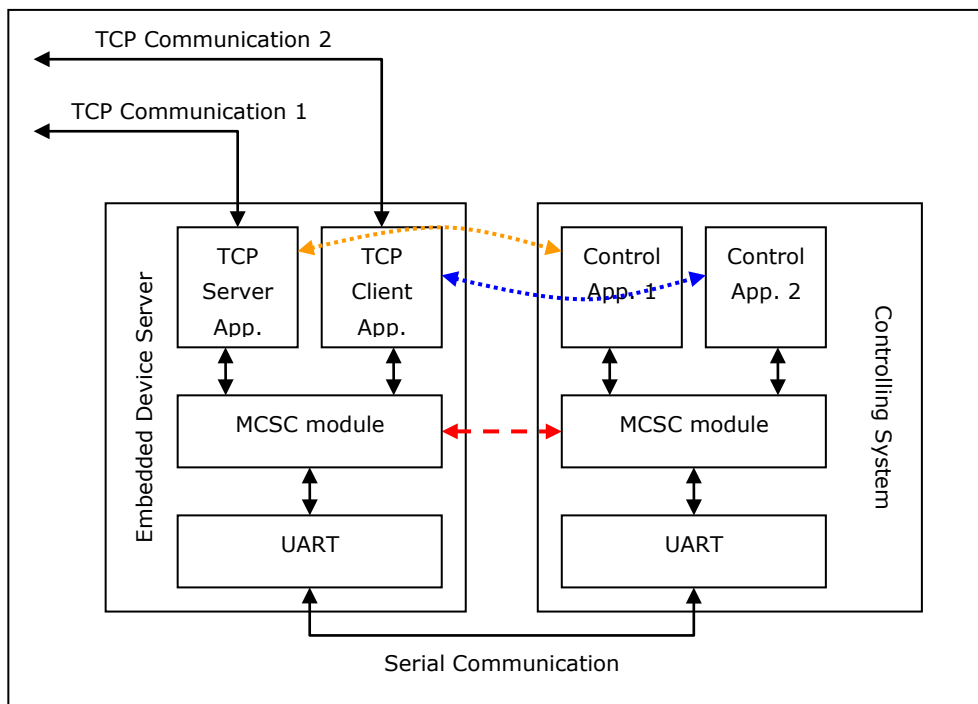 TCP Communication 2
TCP Communication 1
Embedded Device Server
TCP
Server
App.
TCP
Client
App.
Control
App. 1
Control
App. 2
Controlling System
MCSC module
MCSC module
UART
UART
Serial Communication